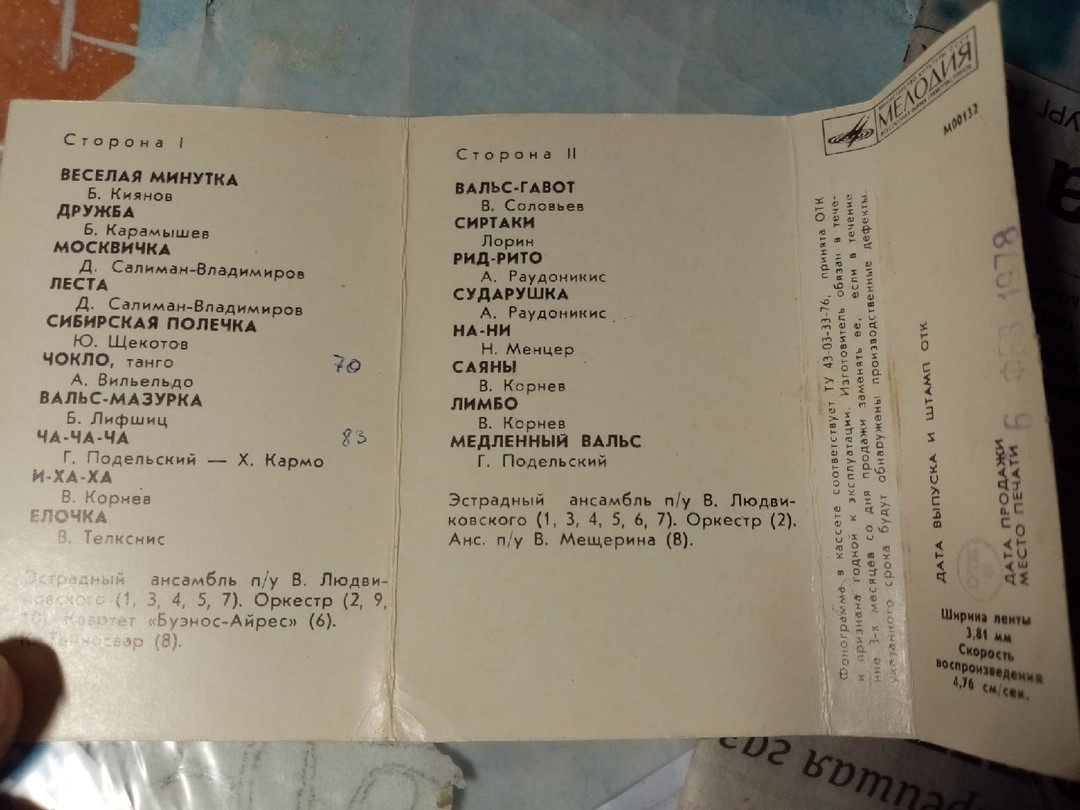 Сторона I
ВЕСЕЛАЯ МИНУТКА
Б. Киянов
ДРУЖБА
Б. Карамышев
МОСКВИЧКА
Д. Салиман-Владимиров
ЛЕСТА
Д. Салиман-Владимиров
СИБИРСКАЯ ПОЛЕЧКА
Ю. Щекотов
ЧОКЛО, танго 70
А. Вильельдо
ВАЛЬС-МАЗУРКА
Б. Лифшиц
ЧА-ЧА-ЧА 83
Г. Подельский — Х. Кармо
И-ХА-ХА
В. Корнев
ЕЛОЧКА
В. Телкснис
Эстрадный ансамбль п/у В. Людви-
ковского (1, 3, 4, 5, 7). Оркестр (2, 9,
10). Квартет «Буэнос-Айрес» (6).
(8).
Сторона II
ВАЛЬС-ГАВОТ
В. Соловьев
СИРТАКИ
Лорин
РИД-РИТО
А. Раудоникис
СУДАРУШКА
А. Раудоникис
НА-НИ
Н. Менцер
САЯНЫ
В. Корнев
ЛИМБО
В. Корнев
МЕДЛЕННЫЙ ВАЛЬС
Г. Подельский
Эстрадный ансамбль п/у В. Людви-
ковского (1, 3, 4, 5, 6, 7). Оркестр (2).
Анс. п/у В. Мещерина (8).
Фонограмма в кассете соответствует ТУ 43-03-33-76, принята ОТК
и признана годной к эксплуатации. Изготовитель обязан в тече-
ние 3-х месяцев со дня продажи заменять ее, если в течение
указанного срока будут обнаружены производственные дефекты.
МЕЛОДИЯ
М00132
ДАТА ВЫПУСКА И ШТАМП ОТК
ДАТА ПРОДАЖИ
МЕСТО ПЕЧАТИ
6 ФЕВ 1978
Ширина ленты
3,81 мм
Скорость
воспроизведения
4,76 см/сек.